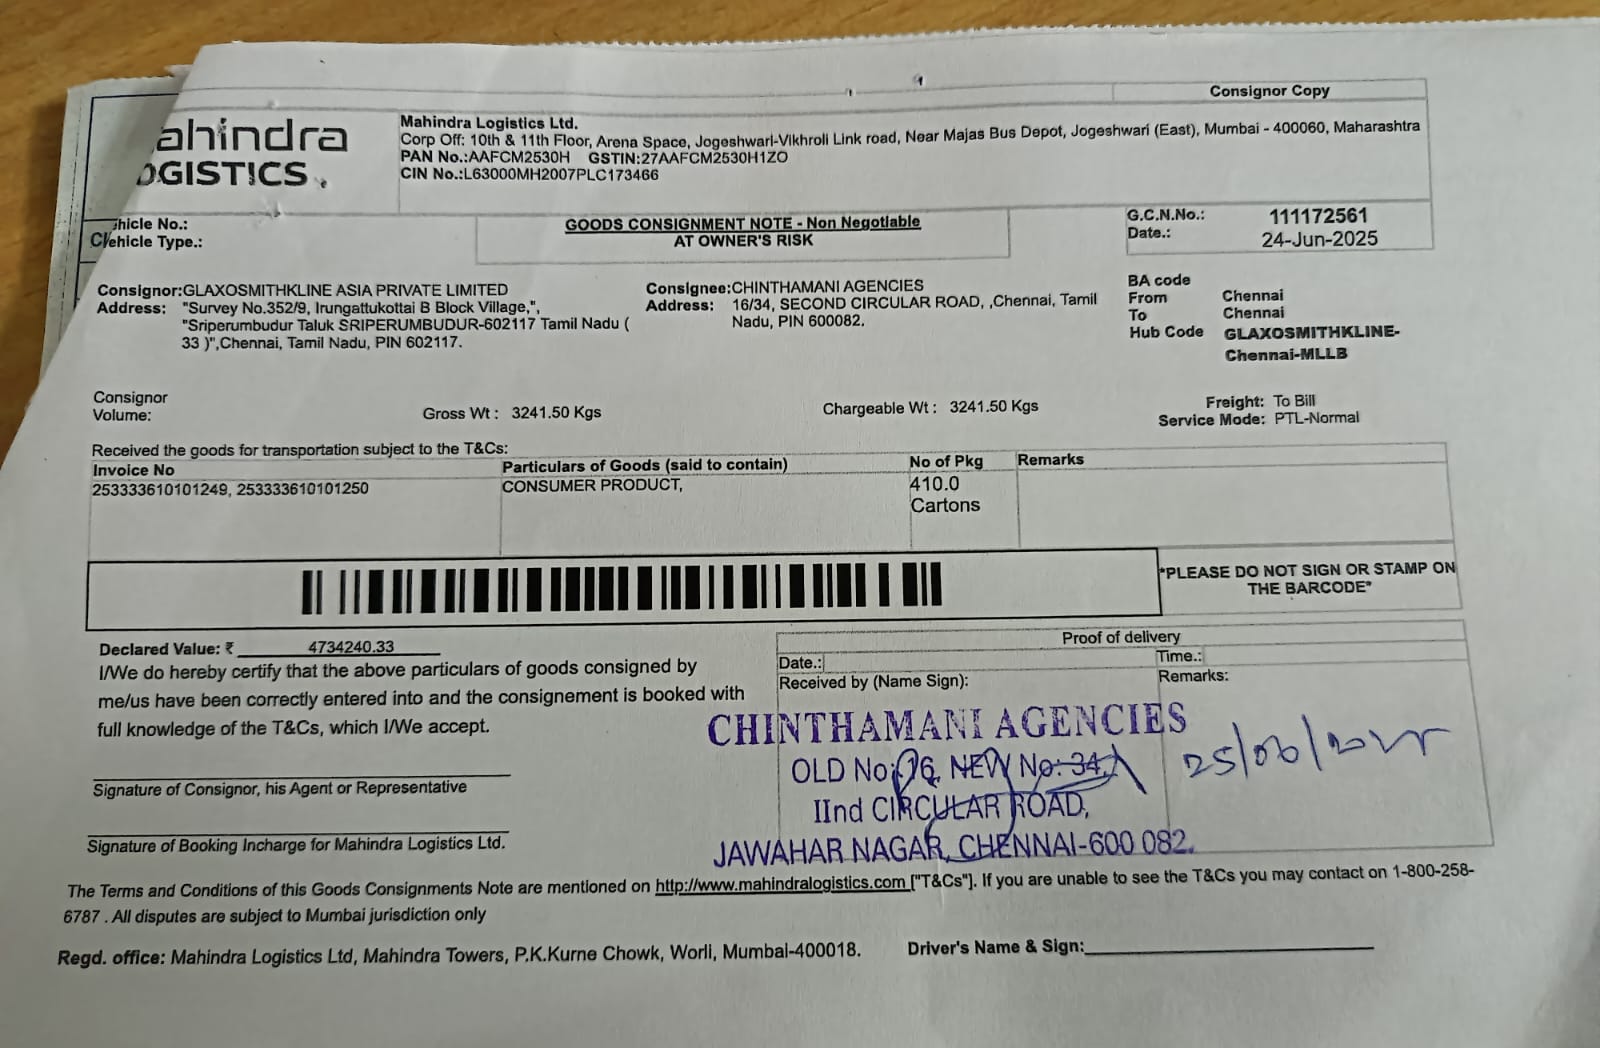 Consignor Copy
ahindra
OGISTICS
Mahindra Logistics Ltd.
Corp Off: 10th & 11th Floor, Arena Space, Jogeshwari-Vikhroli Link road, Near Majas Bus Depot, Jogeshwari (East), Mumbai - 400060, Maharashtra
PAN No.:AAFCM2530H GSTIN:27AAFCM2530H1ZO
CIN No.:L63000MH2007PLC173466
hicle No.:
ehicle Type.:
GOODS CONSIGNMENT NOTE - Non Negotiable
AT OWNER'S RISK
G.C.N.No.: 111172561
Date.: 24-Jun-2025
Consignor:GLAXOSMITHKLINE ASIA PRIVATE LIMITED
Address: "Survey No.352/9, Irungattukottai B Block Village,",
"Sriperumbudur Taluk SRIPERUMBUDUR-602117 Tamil Nadu (
33 )",Chennai, Tamil Nadu, PIN 602117.
Consignee:CHINTHAMANI AGENCIES
Address: 16/34, SECOND CIRCULAR ROAD, ,Chennai, Tamil
Nadu, PIN 600082.
BA code
From Chennai
To Chennai
Hub Code GLAXOSMITHKLINE-
Chennai-MLLB
Consignor
Volume:
Gross Wt : 3241.50 Kgs
Chargeable Wt : 3241.50 Kgs
Freight: To Bill
Service Mode: PTL-Normal
Received the goods for transportation subject to the T&Cs:
Invoice No Particulars of Goods (said to contain) No of Pkg Remarks
253333610101249, 253333610101250 CONSUMER PRODUCT, 410.0
Cartons
*PLEASE DO NOT SIGN OR STAMP ON
THE BARCODE*
Declared Value: ₹ 4734240.33
I/We do hereby certify that the above particulars of goods consigned by
me/us have been correctly entered into and the consignement is booked with
full knowledge of the T&Cs, which I/We accept.
Signature of Consignor, his Agent or Representative
Signature of Booking Incharge for Mahindra Logistics Ltd.
Proof of delivery
Date.: Time.:
Received by (Name Sign): Remarks:
CHINTHAMANI AGENCIES
OLD No: 16, NEW No: 34,
IInd CIRCULAR ROAD,
JAWAHAR NAGAR, CHENNAI-600 082.
The Terms and Conditions of this Goods Consignments Note are mentioned on http://www.mahindralogistics.com ["T&Cs"]. If you are unable to see the T&Cs you may contact on 1-800-258-
6787 . All disputes are subject to Mumbai jurisdiction only
Regd. office: Mahindra Logistics Ltd, Mahindra Towers, P.K.Kurne Chowk, Worli, Mumbai-400018.
Driver's Name & Sign: